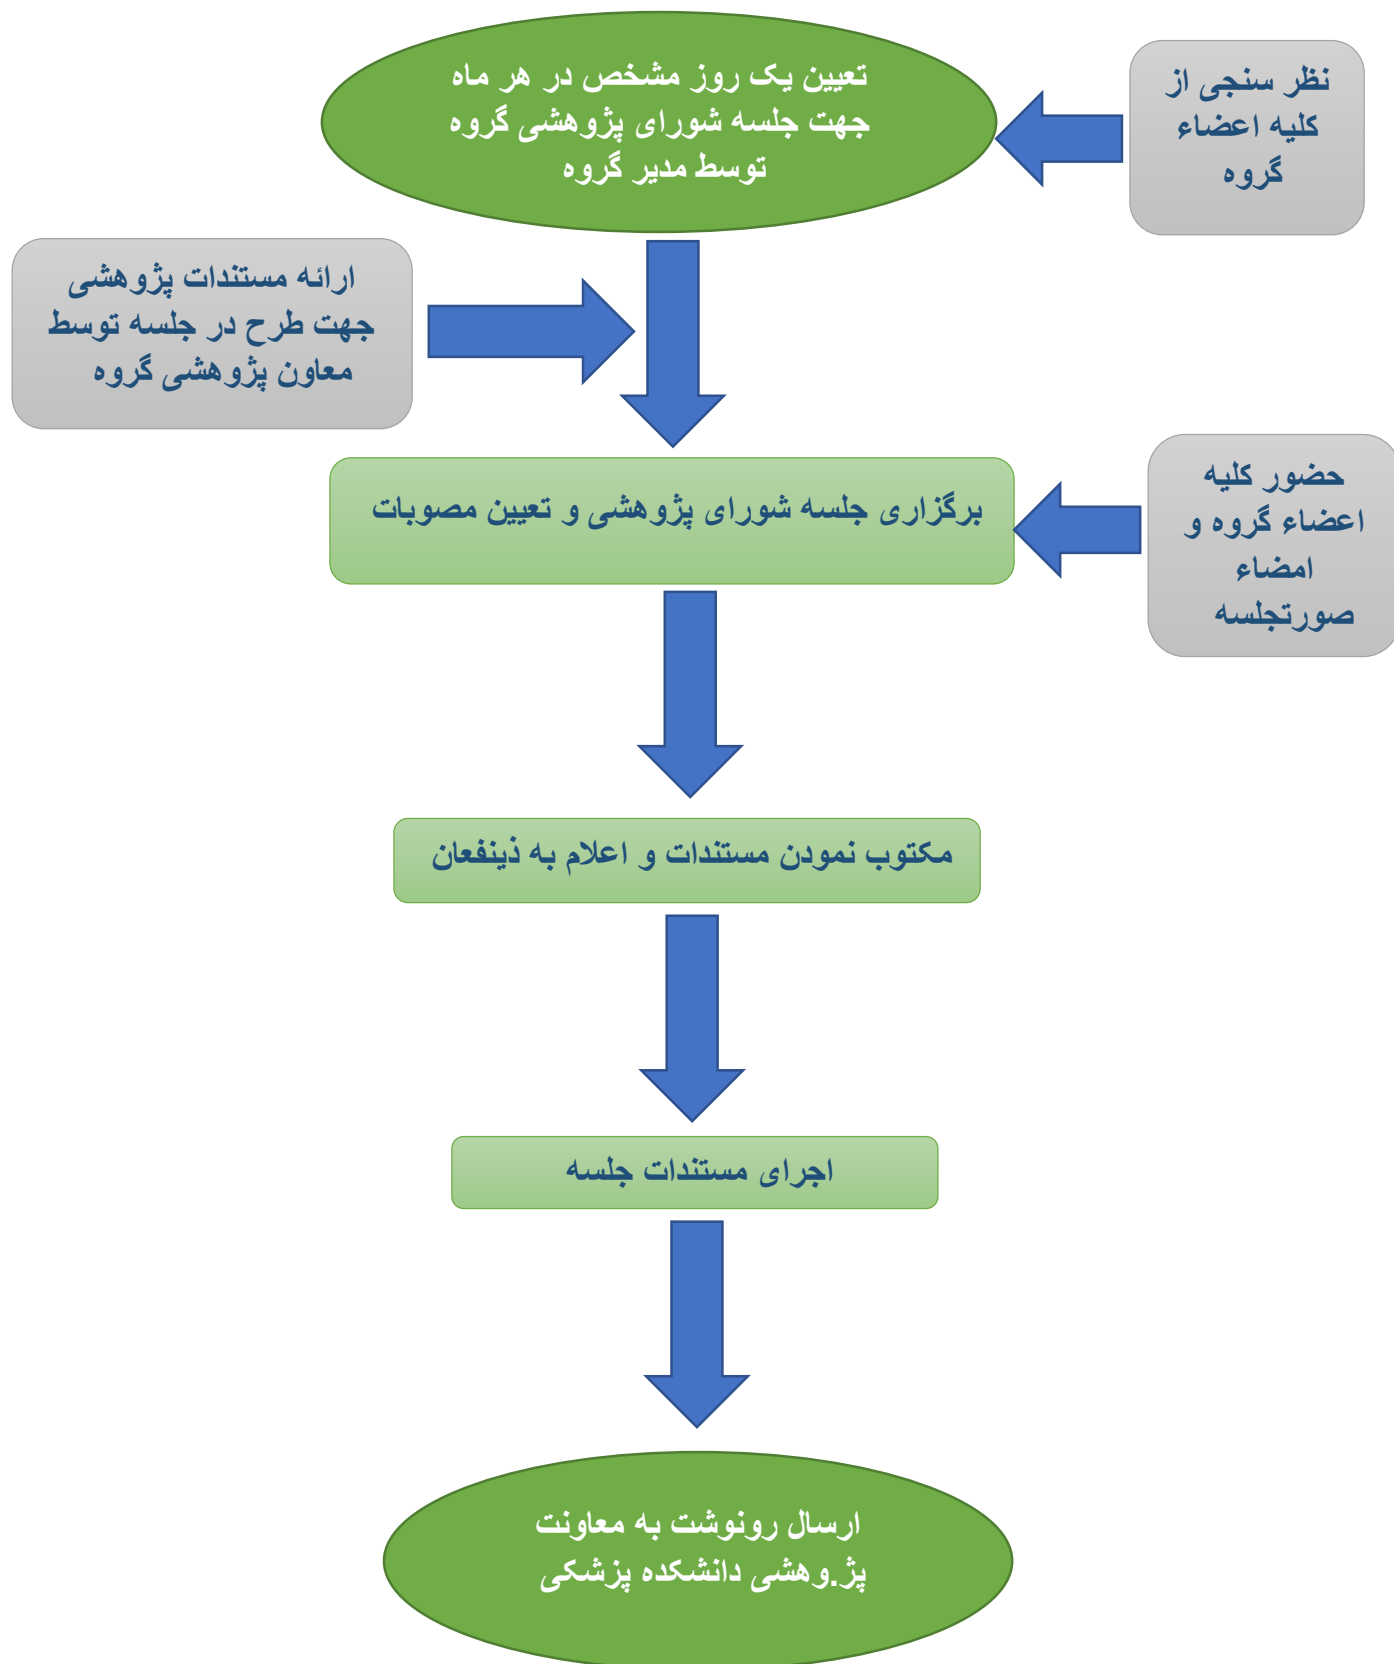 تعیین یک روز مشخص در هر ماه
جهت جلسه شورای پژوهشی گروه
توسط مدیر گروه
نظر سنجی از
کلیه اعضاء
گروه
ارائه مستندات پژوهشی
جهت طرح در جلسه توسط
معاون پژوهشی گروه
برگزاری جلسه شورای پژوهشی و تعیین مصوبات
حضور کلیه
اعضاء گروه و
امضاء
صورتجلسه
مکتوب نمودن مستندات و اعلام به ذینفعان
اجرای مستندات جلسه
ارسال رونوشت به معاونت
پژ.وهشی دانشکده پزشکی